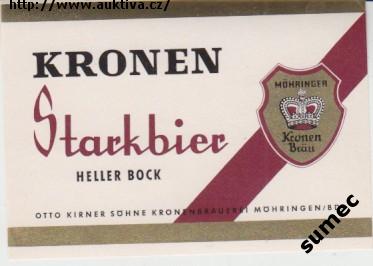 http://www.auktiva.cz/
KRONEN
Starkbier
HELLER BOCK
MÖHRINGER
Kronen
Bräu
OTTO KIRNER SÖHNE KRONENBRAUEREI MÖHRINGEN/
sumec